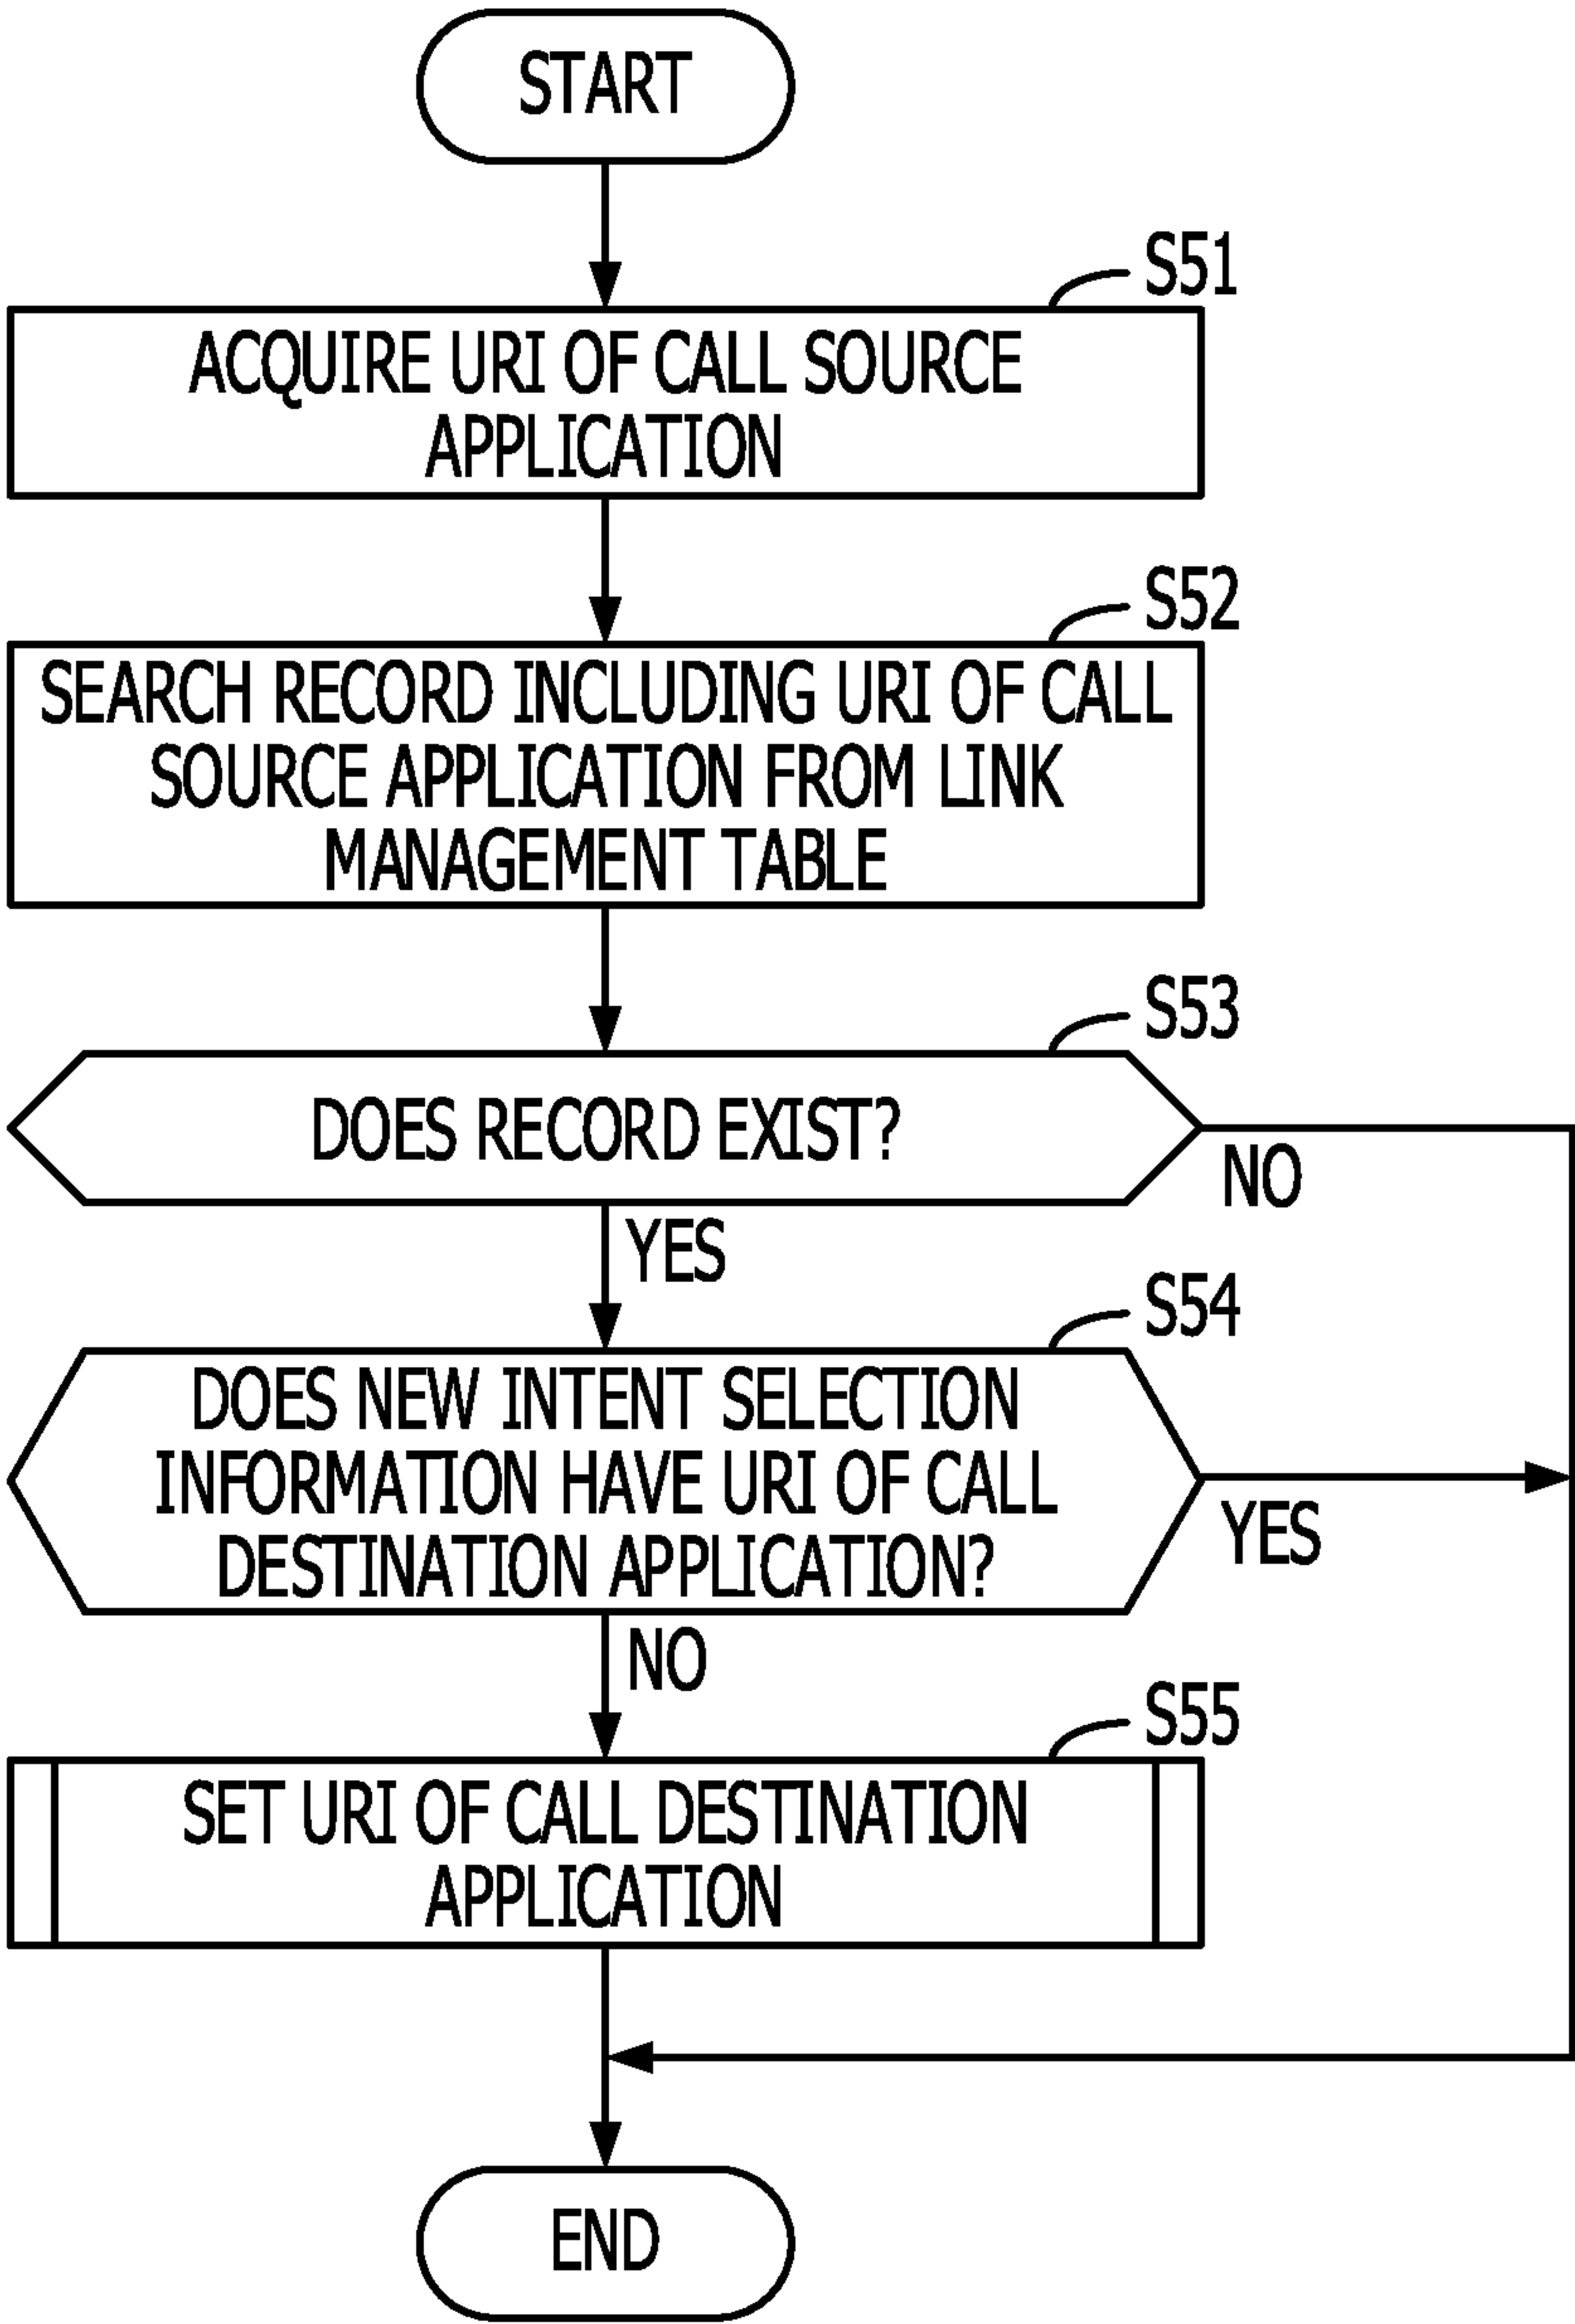 START
S51
ACQUIRE URI OF CALL SOURCE
APPLICATION
S52
SEARCH RECORD INCLUDING URI OF CALL
SOURCE APPLICATION FROM LINK
MANAGEMENT TABLE
S53
DOES RECORD EXIST?
NO
YES
S54
DOES NEW INTENT SELECTION
INFORMATION HAVE URI OF CALL
DESTINATION APPLICATION?
YES
NO
S55
SET URI OF CALL DESTINATION
APPLICATION
END